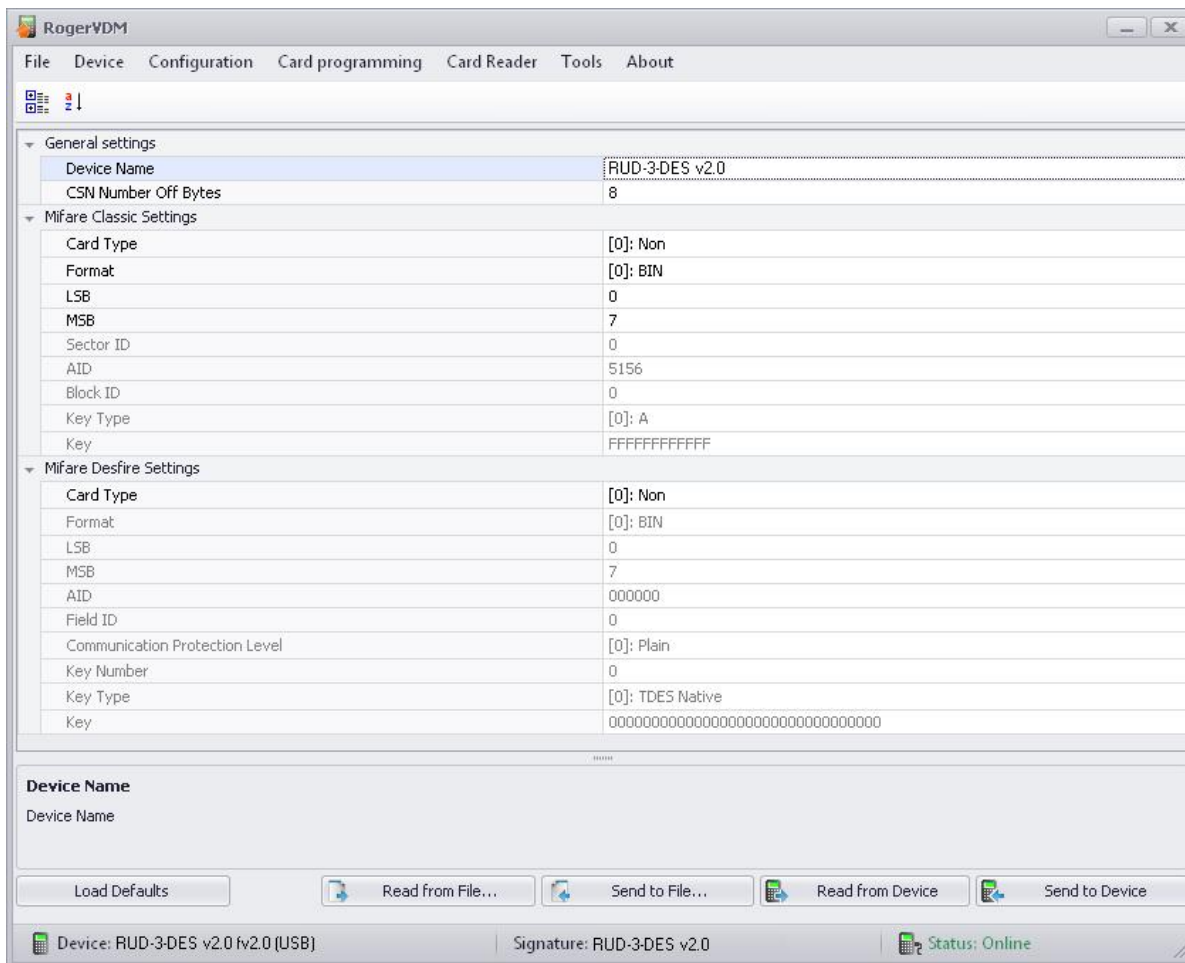 RogerVDM
File Device Configuration Card programming Card Reader Tools About
General settings
Device Name RUD-3-DES v2.0
CSN Number Off Bytes 8
Mifare Classic Settings
Card Type [0]: Non
Format [0]: BIN
LSB 0
MSB 7
Sector ID 0
AID 5156
Block ID 0
Key Type [0]: A
Key FFFFFFFFFFFF
Mifare Desfire Settings
Card Type [0]: Non
Format [0]: BIN
LSB 0
MSB 7
AID 000000
Field ID 0
Communication Protection Level [0]: Plain
Key Number 0
Key Type [0]: TDES Native
Key 00000000000000000000000000000000
Device Name
Device Name
Load Defaults Read from File... Send to File... Read from Device Send to Device
Device: RUD-3-DES v2.0 fv2.0 (USB) Signature: RUD-3-DES v2.0 Status: Online